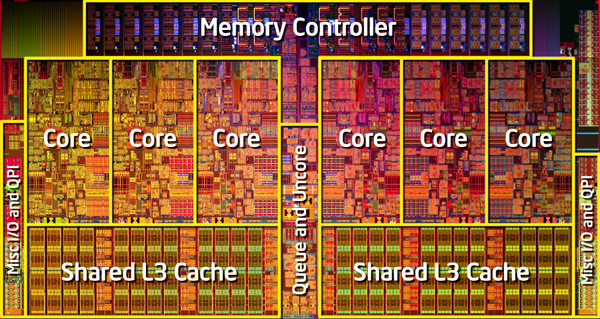 Memory Controller
Core
Core
Core
Core
Core
Core
Misc I/O and QPI
Queue and Uncore
Misc I/O and QPI
Shared L3 Cache
Shared L3 Cache